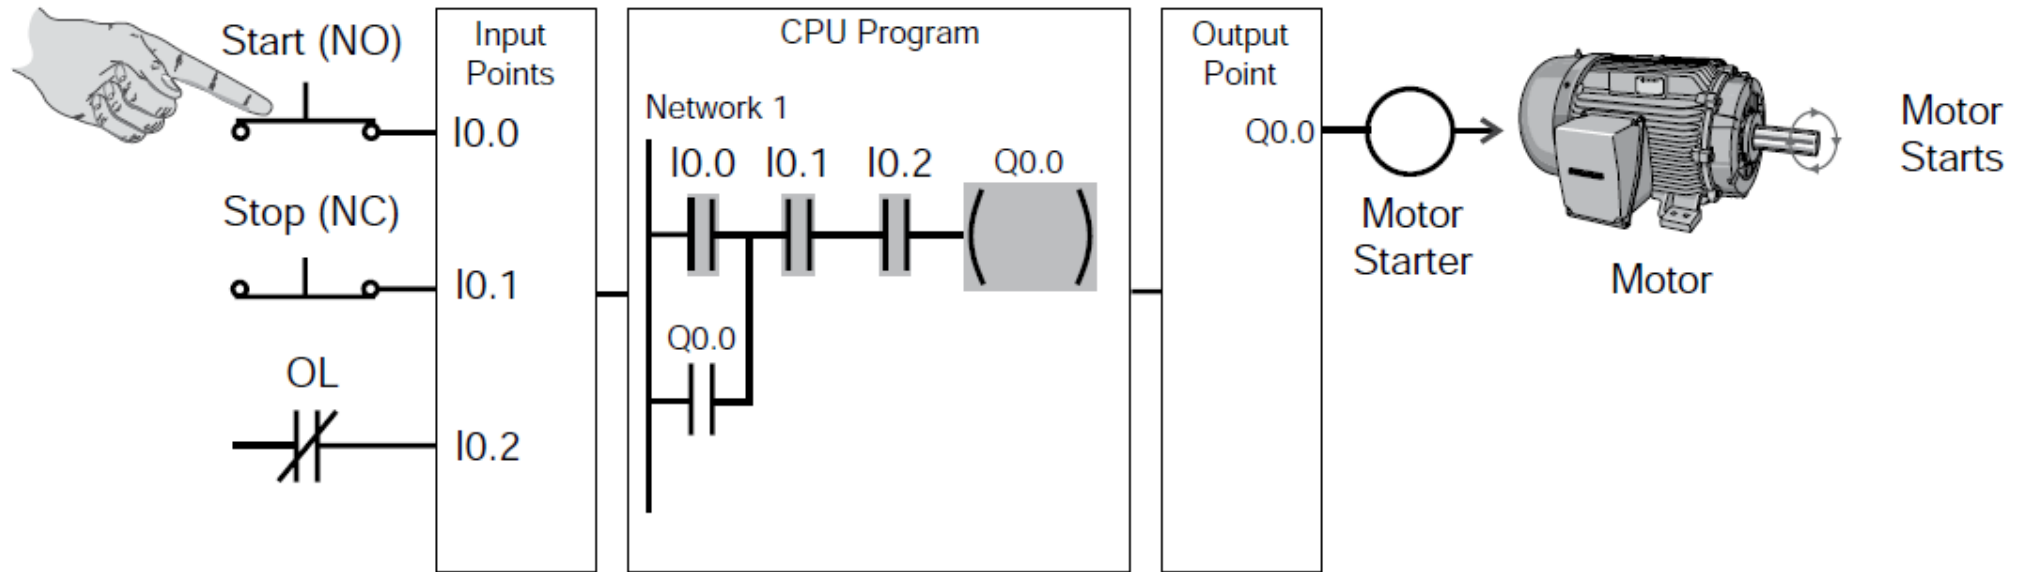 Start (NO)
I0.0
Stop (NC)
I0.1
OL
I0.2
Input
Points
CPU Program
Network 1
I0.0 I0.1 I0.2 Q0.0
Q0.0
Output
Point
Q0.0
Motor
Starter
Motor
Motor
Starts